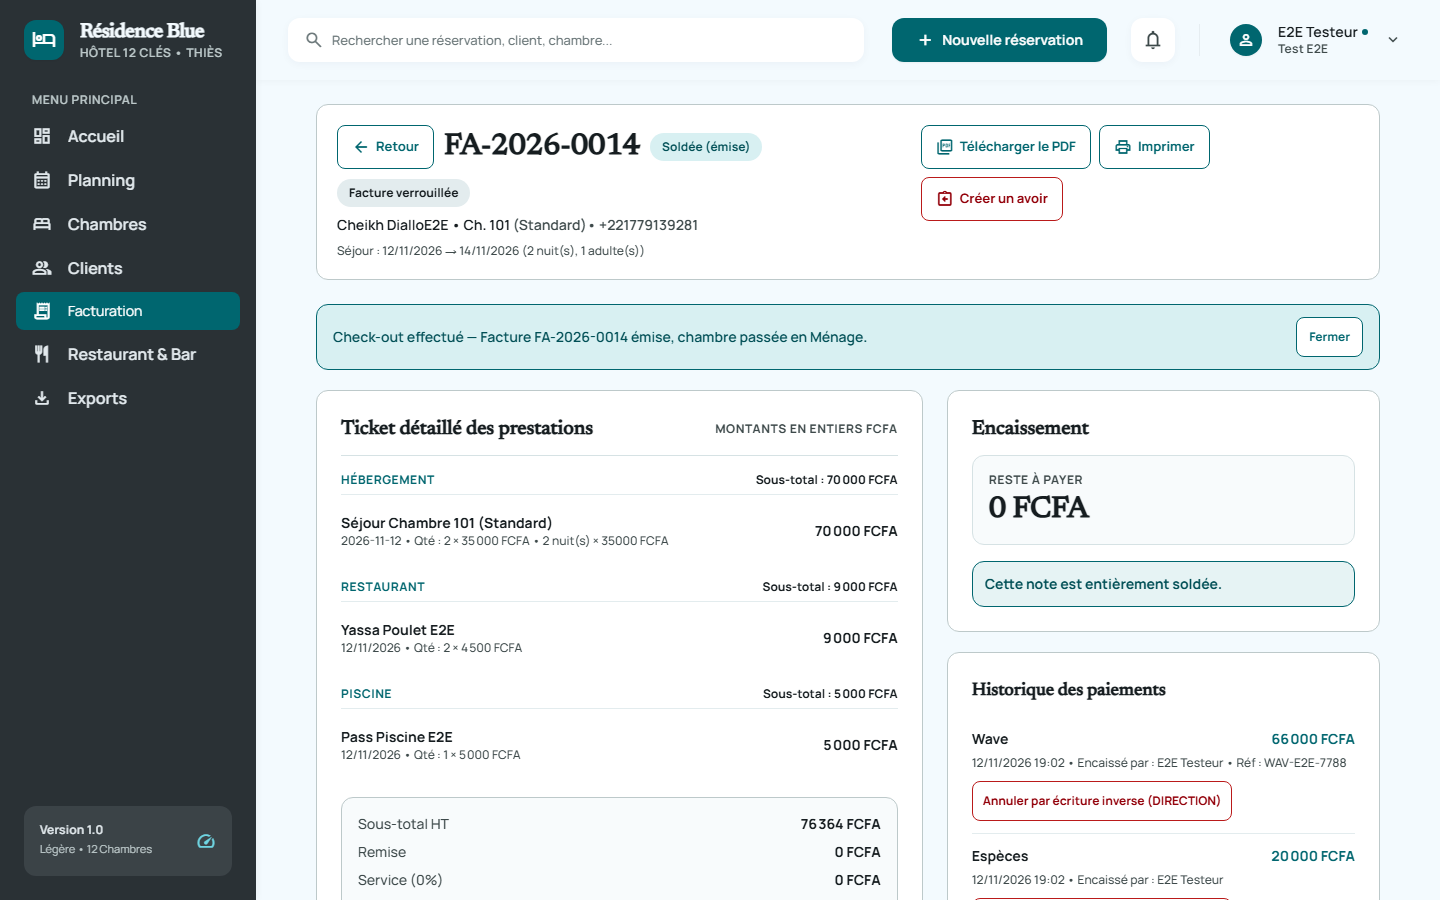 Résidence Blue
HÔTEL 12 CLÉS • THIÈS
MENU PRINCIPAL
Accueil
Planning
Chambres
Clients
Facturation
Restaurant & Bar
Exports
Version 1.0
Légère • 12 Chambres
Rechercher une réservation, client, chambre...
Nouvelle réservation
E2E Testeur
Test E2E
Retour
FA-2026-0014
Soldée (émise)
Facture verrouillée
Cheikh DialloE2E • Ch. 101 (Standard) • +221779139281
Séjour : 12/11/2026 → 14/11/2026 (2 nuit(s), 1 adulte(s))
PDF
Télécharger le PDF
Imprimer
Créer un avoir
Check-out effectué — Facture FA-2026-0014 émise, chambre passée en Ménage.
Fermer
Ticket détaillé des prestations
MONTANTS EN ENTIERS FCFA
HÉBERGEMENT
Sous-total : 70 000 FCFA
Séjour Chambre 101 (Standard)
2026-11-12 • Qté : 2 × 35 000 FCFA • 2 nuit(s) × 35000 FCFA
70 000 FCFA
RESTAURANT
Sous-total : 9 000 FCFA
Yassa Poulet E2E
12/11/2026 • Qté : 2 × 4 500 FCFA
9 000 FCFA
PISCINE
Sous-total : 5 000 FCFA
Pass Piscine E2E
12/11/2026 • Qté : 1 × 5 000 FCFA
5 000 FCFA
Sous-total HT
76 364 FCFA
Remise
0 FCFA
Service (0%)
0 FCFA
Encaissement
RESTE À PAYER
0 FCFA
Cette note est entièrement soldée.
Historique des paiements
Wave
66 000 FCFA
12/11/2026 19:02 • Encaissé par : E2E Testeur • Réf : WAV-E2E-7788
Annuler par écriture inverse (DIRECTION)
Espèces
20 000 FCFA
12/11/2026 19:02 • Encaissé par : E2E Testeur